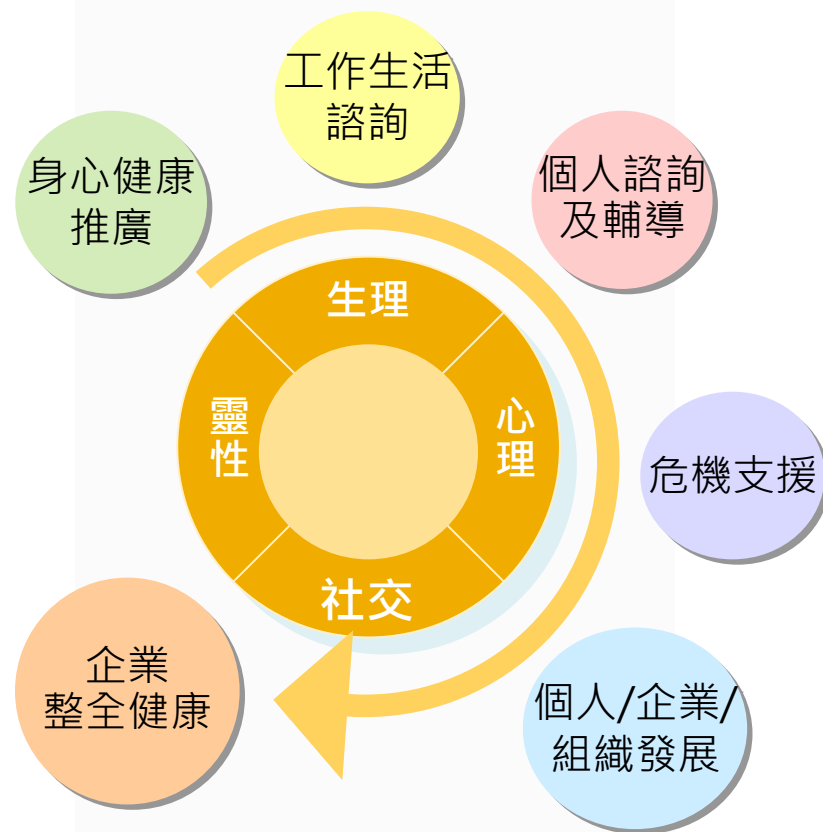 工作生活
諮詢
身心健康
推廣
個人諮詢
及輔導
生理
靈
性
心
理
危機支援
社交
企業
整全健康
個人/企業/
組織發展